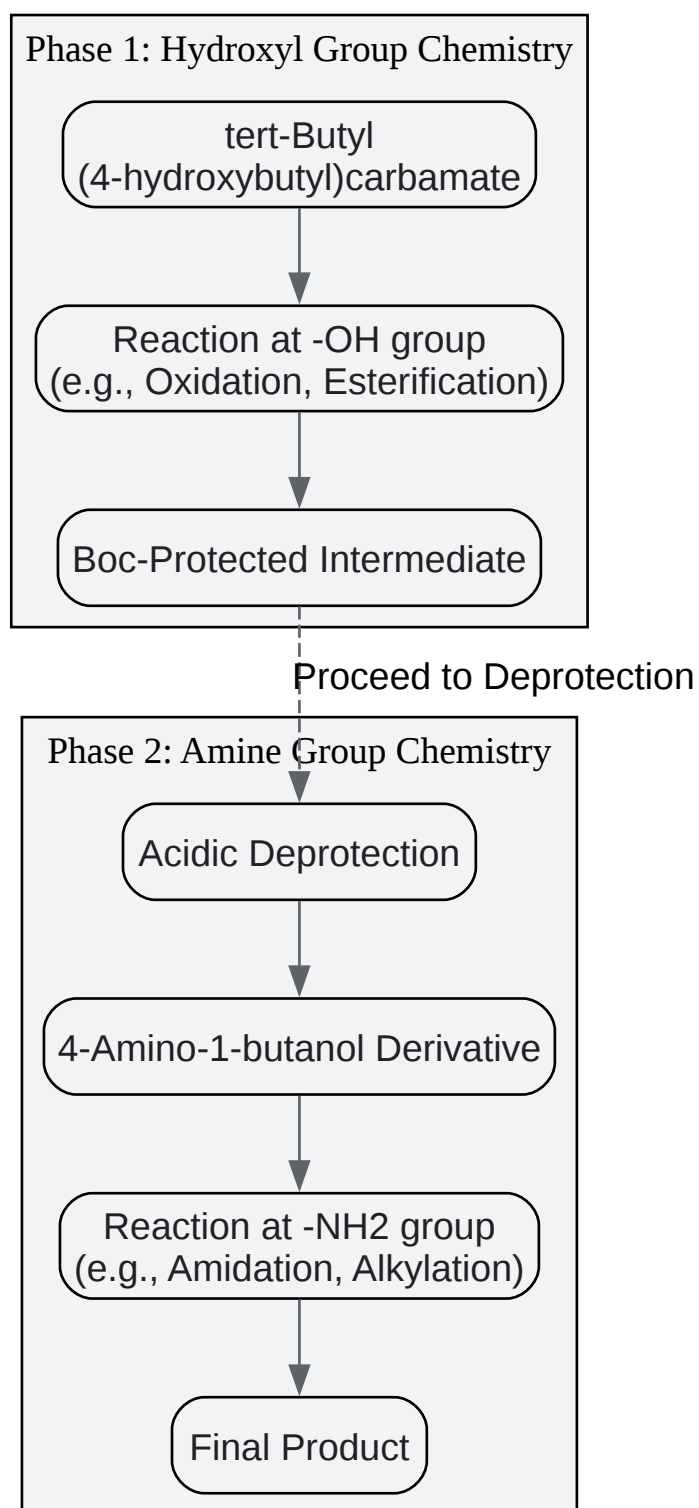 Phase 1: Hydroxyl Group Chemistry
tert-Butyl
(4-hydroxybutyl)carbamate
Reaction at -OH group
(e.g., Oxidation, Esterification)
Boc-Protected Intermediate
Proceed to Deprotection
Phase 2: Amine Group Chemistry
Acidic Deprotection
4-Amino-1-butanol Derivative
Reaction at -NH2 group
(e.g., Amidation, Alkylation)
Final Product